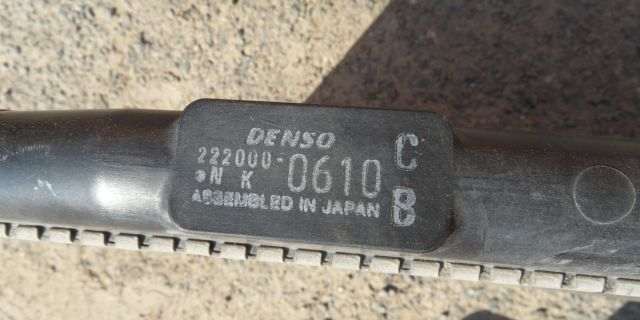 DENSO
222000-0610 C
N K B
ASSEMBLED IN JAPAN